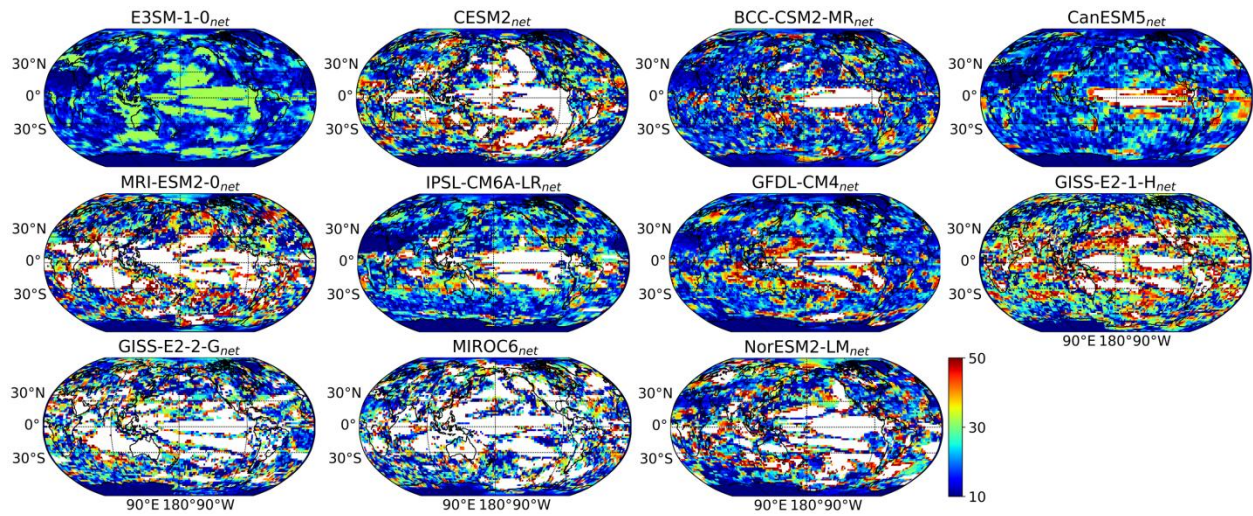 E3SM-1-0net CESM2net BCC-CSM2-MRnet CanESM5net
30°N 30°N 30°N 30°N
0° 0° 0° 0°
30°S 30°S 30°S 30°S
MRI-ESM2-0net IPSL-CM6A-LRnet GFDL-CM4net GISS-E2-1-Hnet
30°N 30°N 30°N 30°N
0° 0° 0° 0°
30°S 30°S 30°S 30°S
90°E 180°90°W
GISS-E2-2-Gnet MIROC6net NorESM2-LMnet
50
30°N 30°N 30°N
0° 0° 0° 30
30°S 30°S 30°S
10
90°E 180°90°W 90°E 180°90°W 90°E 180°90°W